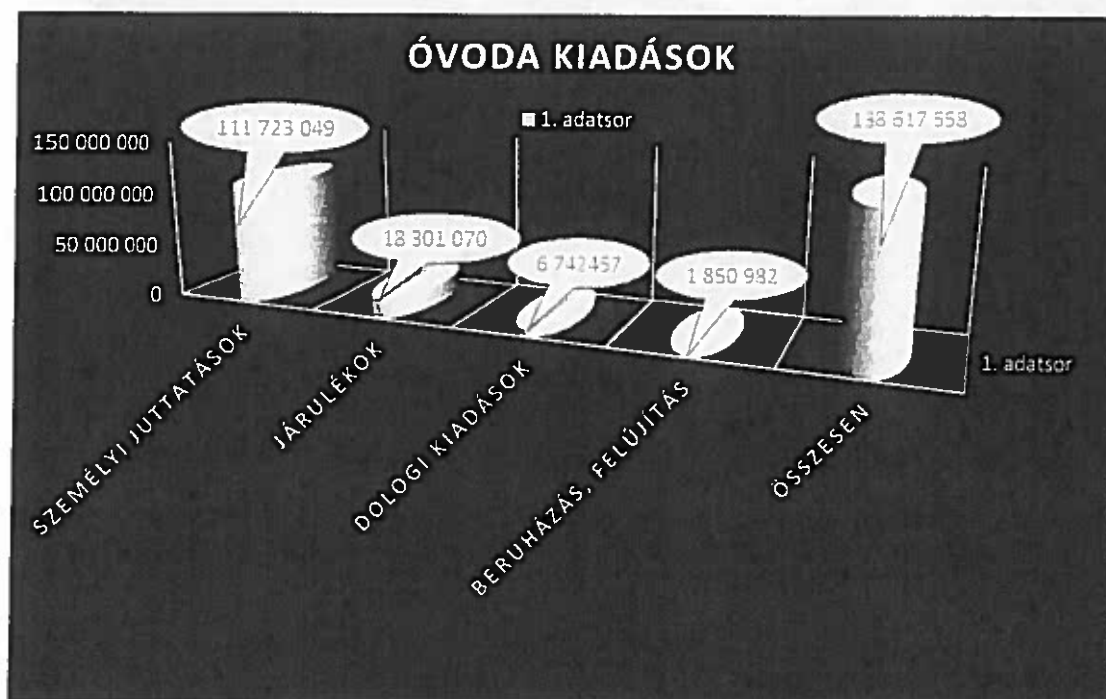 ÓVODA KIADÁSOK
1. adatsor
150 000 000
100 000 000
50 000 000
0
111 723 049
18 301 070
6 742457
1 850 982
138 617 558
SZEMÉLYI JUTTATÁSOK
JÁRULÉKOK
DOLOGI KIADÁSOK
BERUHÁZÁS, FELÚJÍTÁS
ÖSSZESEN
1. adatsor